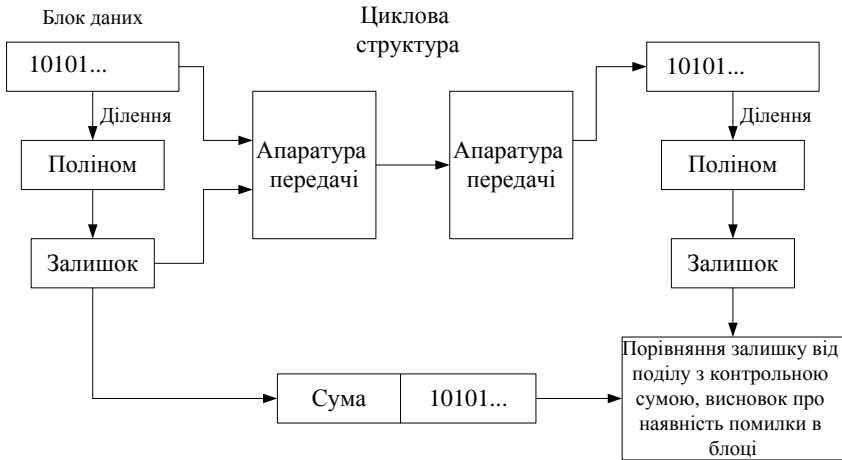 Блок даних
Циклова
структура
10101...
10101...
Ділення
Ділення
Поліном
Апаратура
передачі
Апаратура
передачі
Поліном
Залишок
Залишок
Сума
10101...
Порівняння залишку від
поділу з контрольною
сумою, висновок про
наявність помилки в
блоці